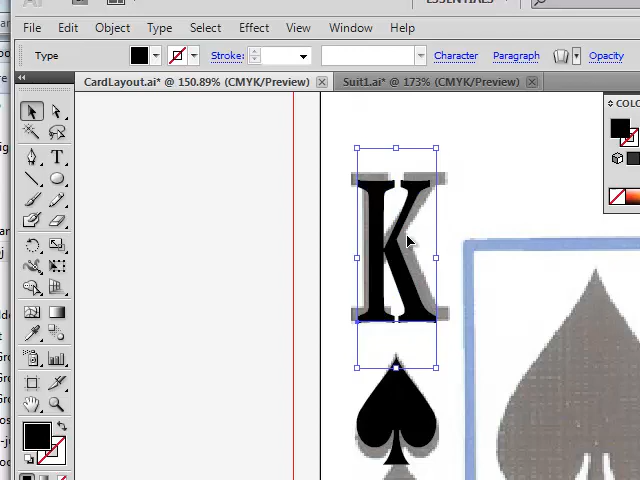 ESSENTIALS
File Edit Object Type Select Effect View Window Help
Type Stroke: Character Paragraph Opacity
CardLayout.ai* @ 150.89% (CMYK/Preview) Suit1.ai* @ 173% (CMYK/Preview)
COLO
K